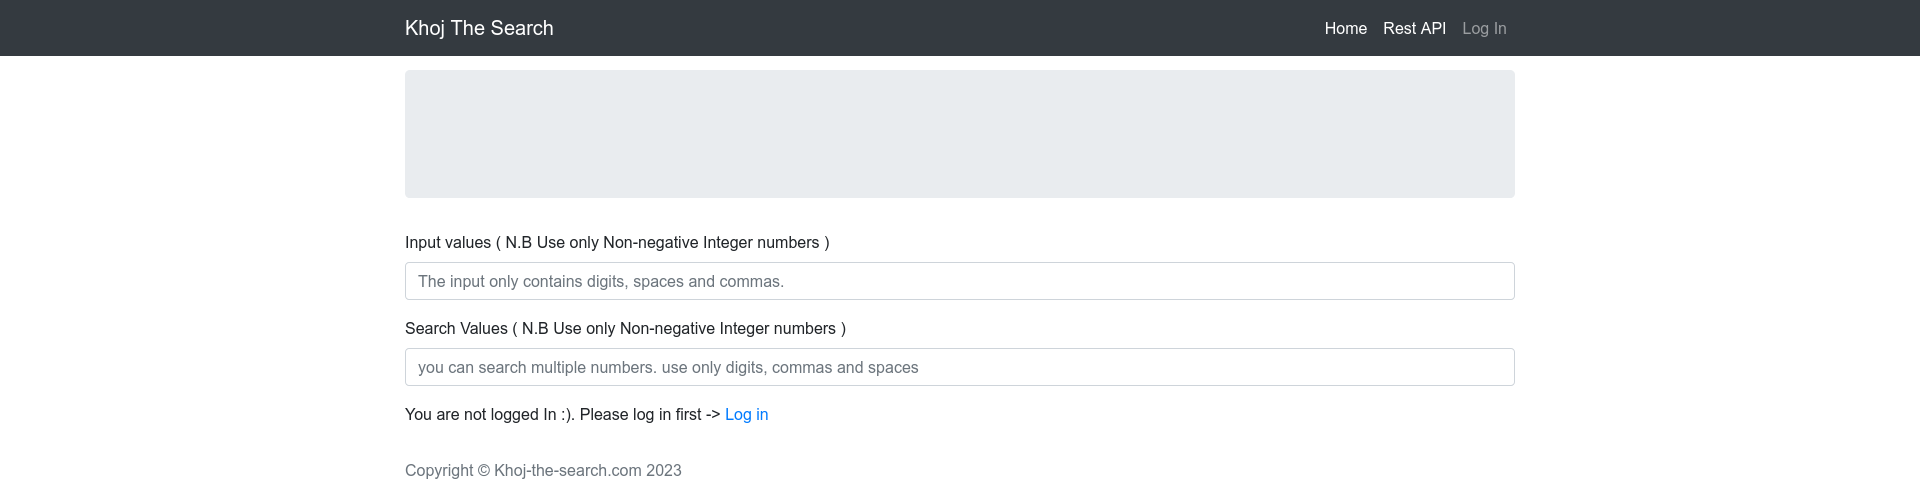 Khoj The Search
Home Rest API Log In
Input values ( N.B Use only Non-negative Integer numbers )
The input only contains digits, spaces and commas.
Search Values ( N.B Use only Non-negative Integer numbers )
you can search multiple numbers. use only digits, commas and spaces
You are not logged In :). Please log in first -> Log in
Copyright © Khoj-the-search.com 2023